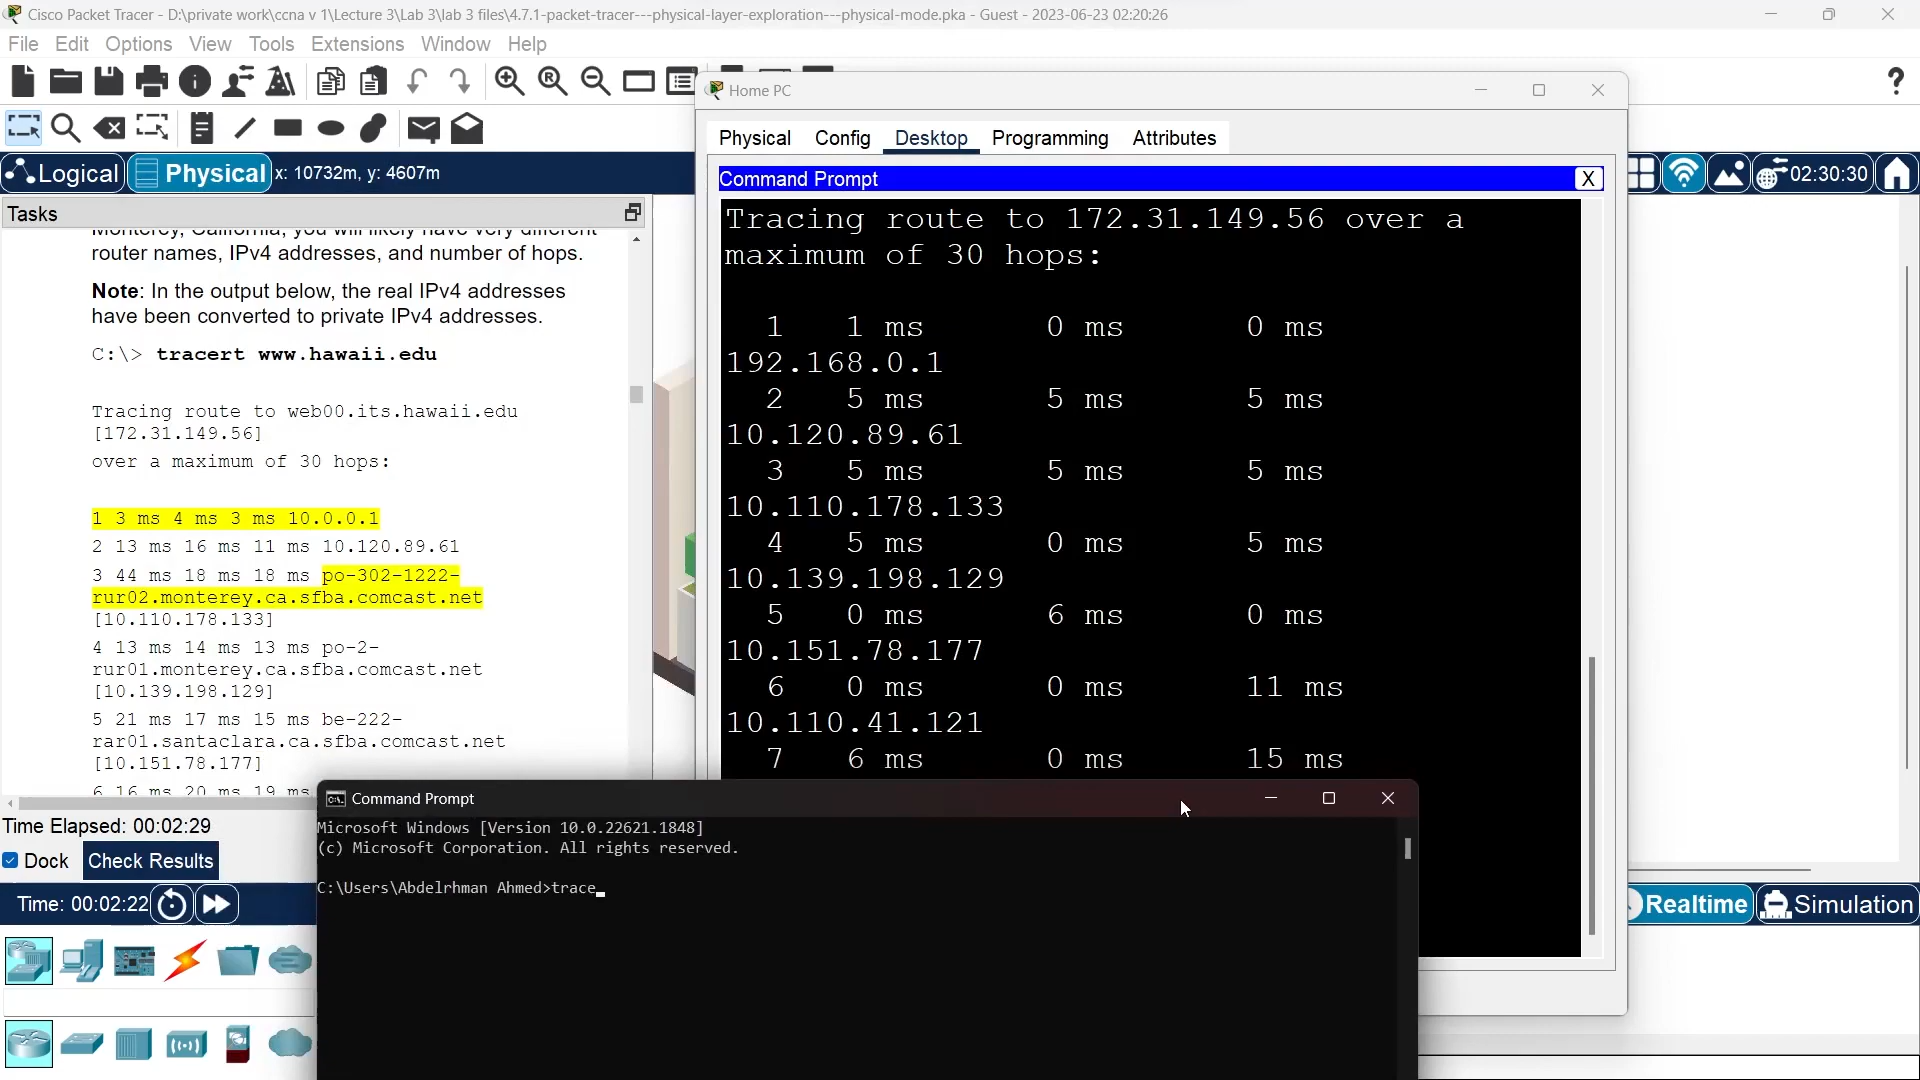 Cisco Packet Tracer - D:\private work\ccna v 1\Lecture 3\Lab 3\lab 3 files\4.7.1-packet-tracer---physical-layer-exploration---physical-mode.pka - Guest - 2023-06-23 02:20:26
File Edit Options View Tools Extensions Window Help
Home PC
Physical Config Desktop Programming Attributes
Logical Physical x: 10732m, y: 4607m
02:30:30
Command Prompt
X
Tasks
Monterey, California, you will likely have very different
router names, IPv4 addresses, and number of hops.
Note: In the output below, the real IPv4 addresses
have been converted to private IPv4 addresses.
C:\> tracert www.hawaii.edu
Tracing route to web00.its.hawaii.edu
[172.31.149.56]
over a maximum of 30 hops:
1 3 ms 4 ms 3 ms 10.0.0.1
2 13 ms 16 ms 11 ms 10.120.89.61
3 44 ms 18 ms 18 ms po-302-1222-
rur02.monterey.ca.sfba.comcast.net
[10.110.178.133]
4 13 ms 14 ms 13 ms po-2-
rur01.monterey.ca.sfba.comcast.net
[10.139.198.129]
5 21 ms 17 ms 15 ms be-222-
rar01.santaclara.ca.sfba.comcast.net
[10.151.78.177]
6 16 ms 20 ms 19 ms
Tracing route to 172.31.149.56 over a
maximum of 30 hops:
1 1 ms 0 ms 0 ms
192.168.0.1
2 5 ms 5 ms 5 ms
10.120.89.61
3 5 ms 5 ms 5 ms
10.110.178.133
4 5 ms 0 ms 5 ms
10.139.198.129
5 0 ms 6 ms 0 ms
10.151.78.177
6 0 ms 0 ms 11 ms
10.110.41.121
7 6 ms 0 ms 15 ms
Time Elapsed: 00:02:29
Dock Check Results
Time: 00:02:22
Command Prompt
Microsoft Windows [Version 10.0.22621.1848]
(c) Microsoft Corporation. All rights reserved.
C:\Users\Abdelrhman Ahmed>trace
Realtime Simulation